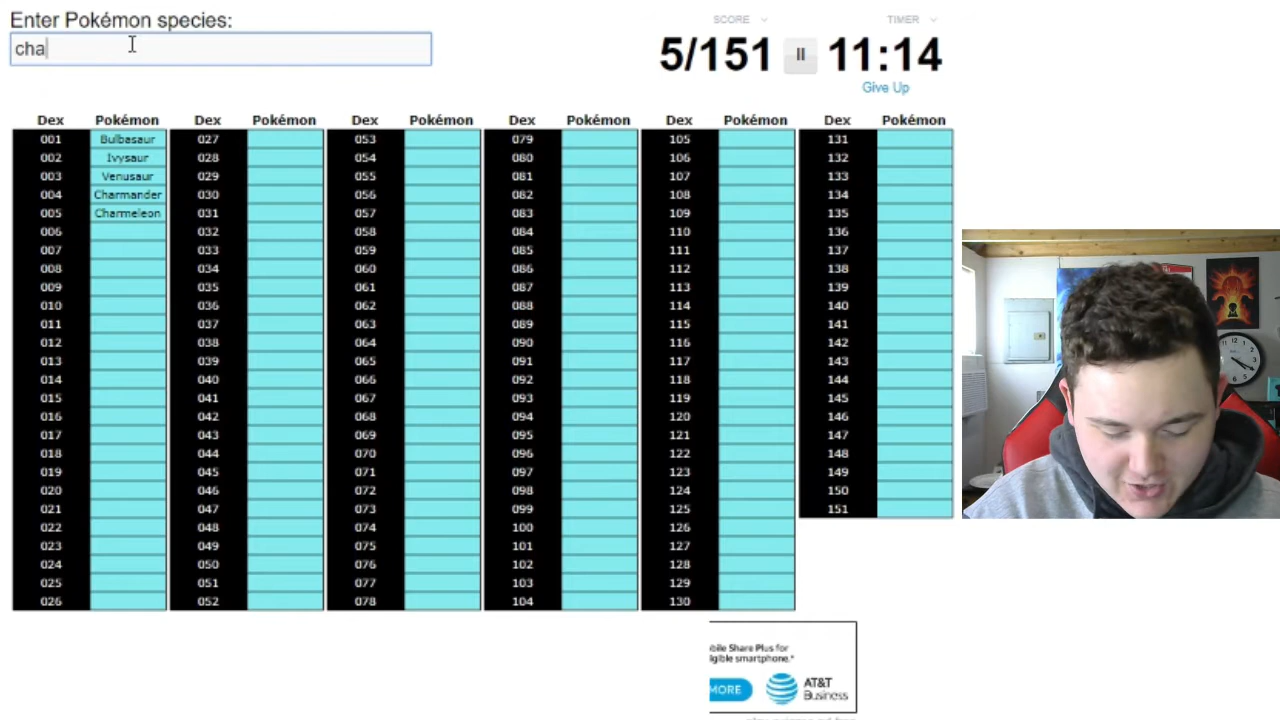 Enter Pokémon species:
cha
SCORE
5/151
II
TIMER
11:14
Give Up
Dex Pokémon Dex Pokémon Dex Pokémon Dex Pokémon Dex Pokémon Dex Pokémon
001 Bulbasaur 027 053 079 105 131
002 Ivysaur 028 054 080 106 132
003 Venusaur 029 055 081 107 133
004 Charmander 030 056 082 108 134
005 Charmeleon 031 057 083 109 135
006 032 058 084 110 136
007 033 059 085 111 137
008 034 060 086 112 138
009 035 061 087 113 139
010 036 062 088 114 140
011 037 063 089 115 141
012 038 064 090 116 142
013 039 065 091 117 143
014 040 066 092 118 144
015 041 067 093 119 145
016 042 068 094 120 146
017 043 069 095 121 147
018 044 070 096 122 148
019 045 071 097 123 149
020 046 072 098 124 150
021 047 073 099 125 151
022 048 074 100 126
023 049 075 101 127
024 050 076 102 128
025 051 077 103 129
026 052 078 104 130
obile Share Plus for
igible smartphone.*
MORE
AT&T
Business